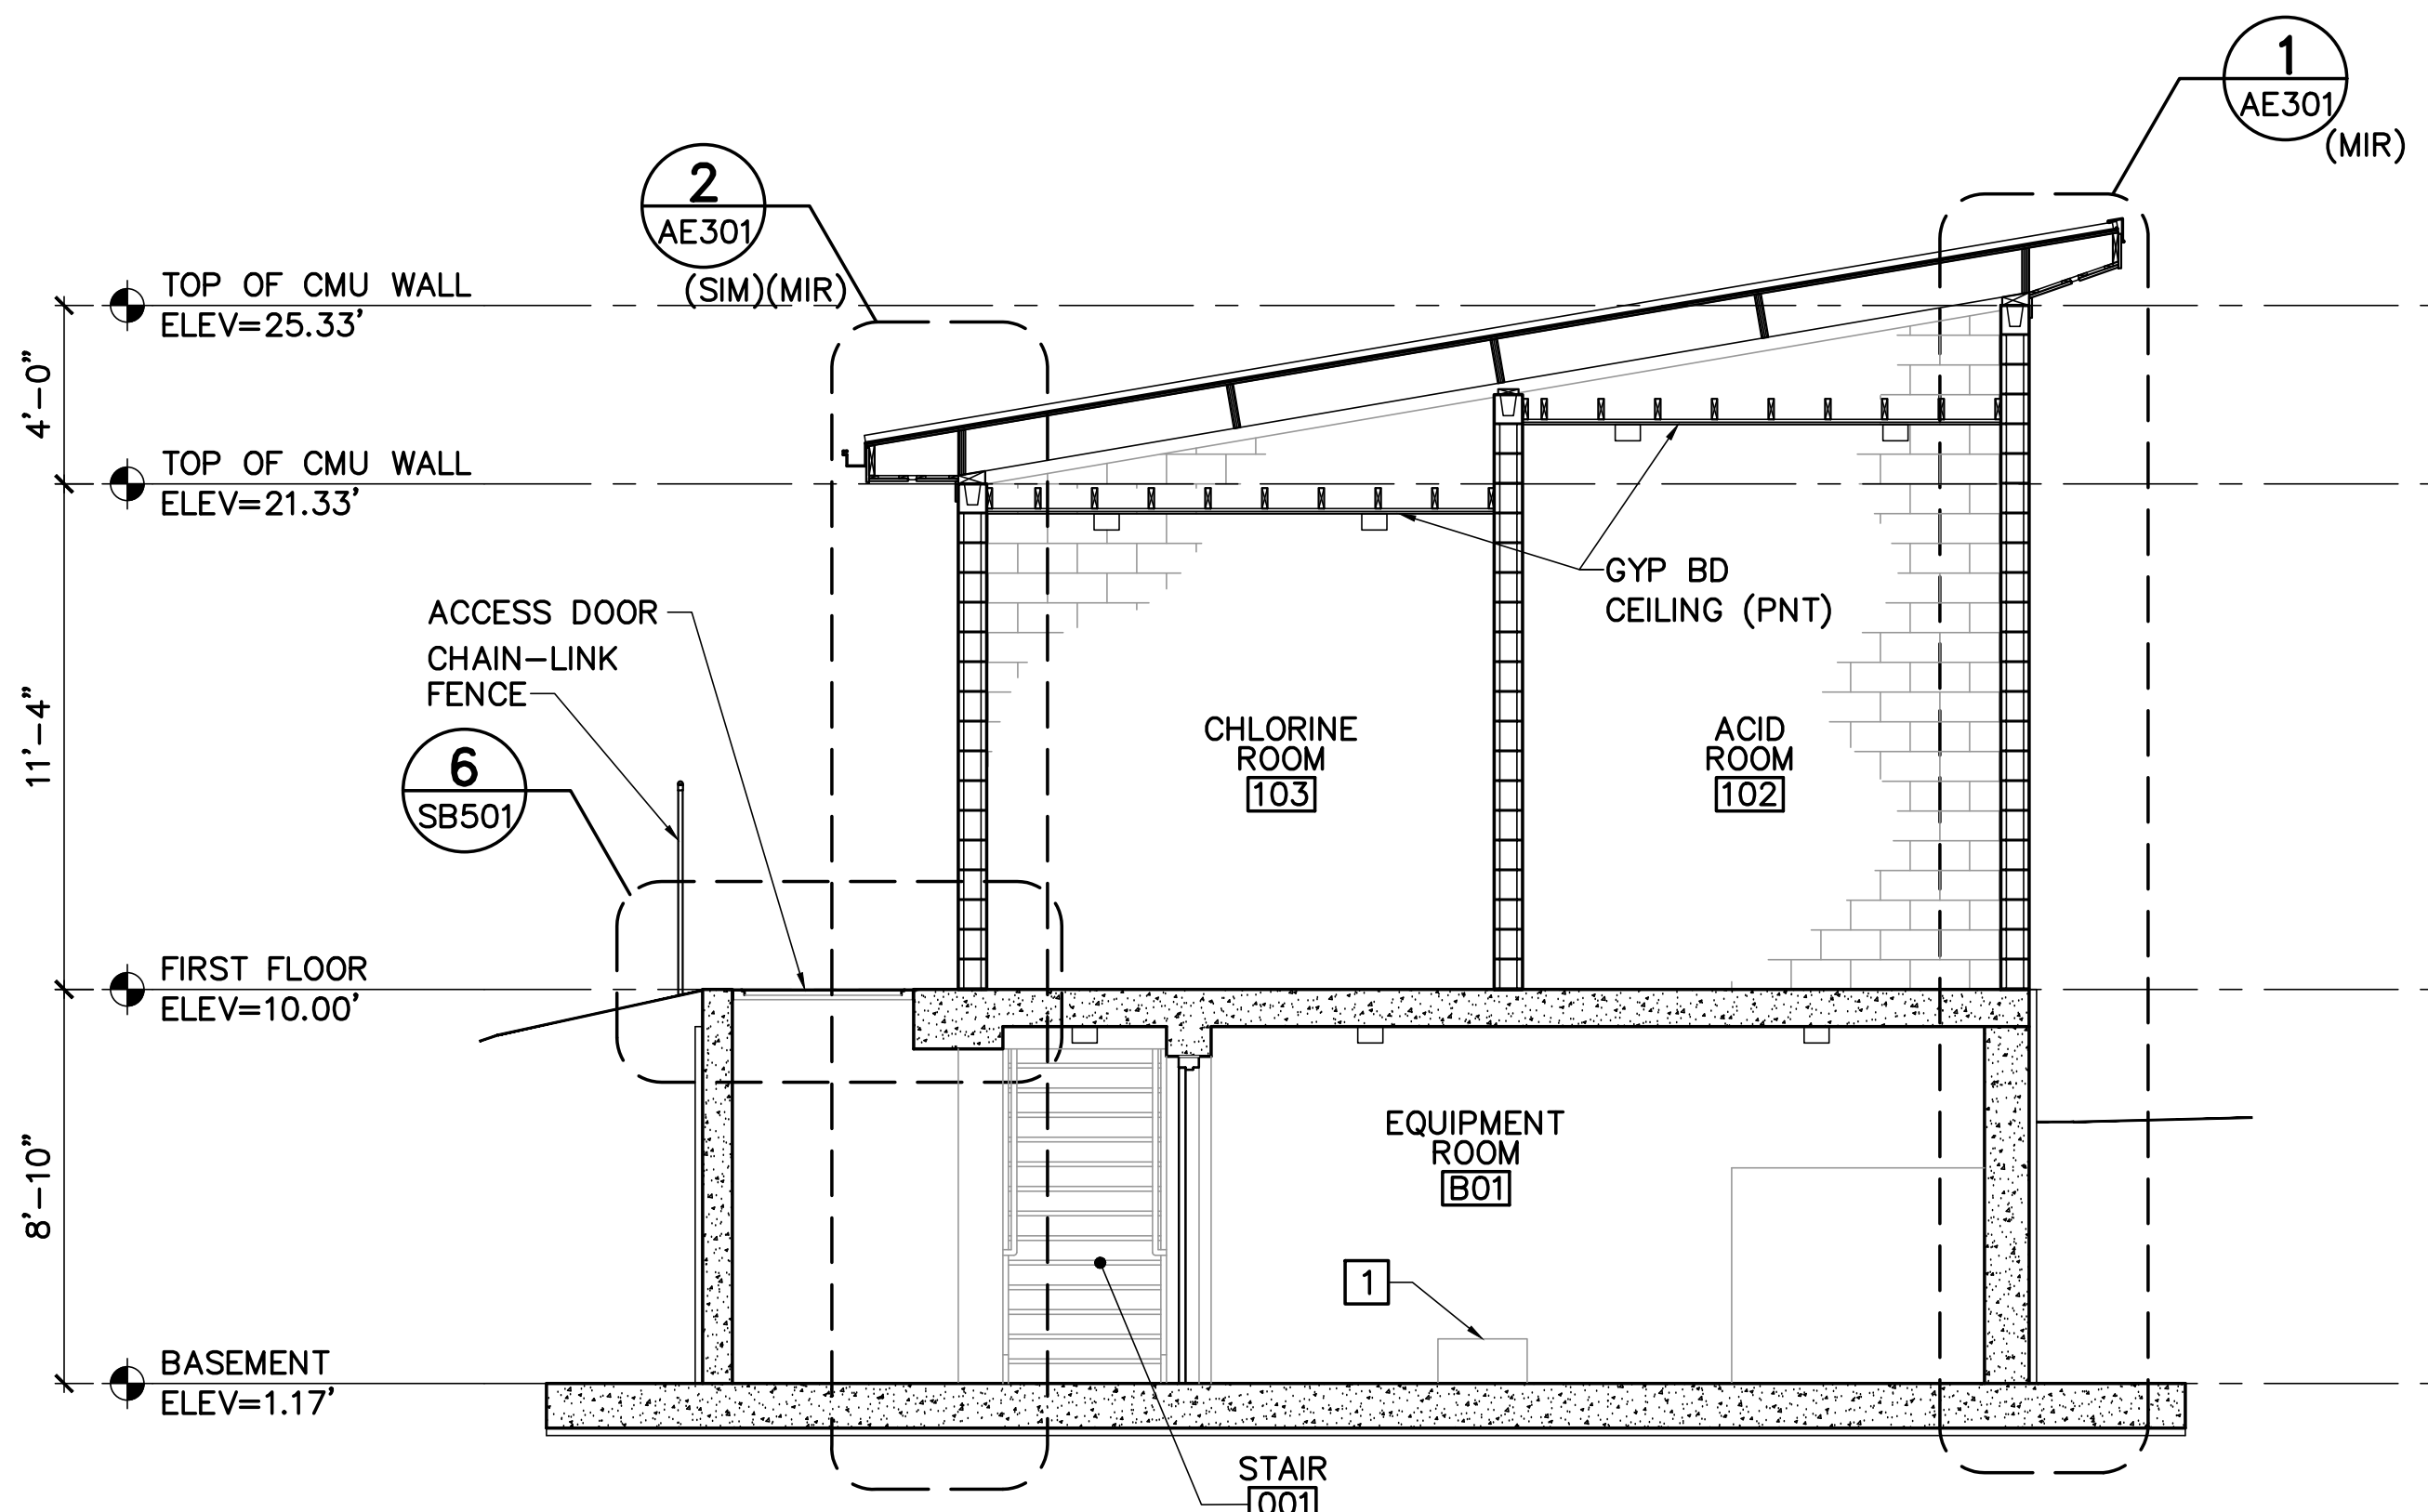 1
AE301
(MIR)
2
AE301
(SIM)(MIR)
TOP OF CMU WALL
ELEV=25.33'
4'-0"
TOP OF CMU WALL
ELEV=21.33'
GYP BD
CEILING (PNT)
ACCESS DOOR
CHAIN-LINK
FENCE
11'-4"
6
SB501
CHLORINE
ROOM
103
ACID
ROOM
102
FIRST FLOOR
ELEV=10.00'
8'-10"
EQUIPMENT
ROOM
B01
1
BASEMENT
ELEV=1.17'
STAIR
001